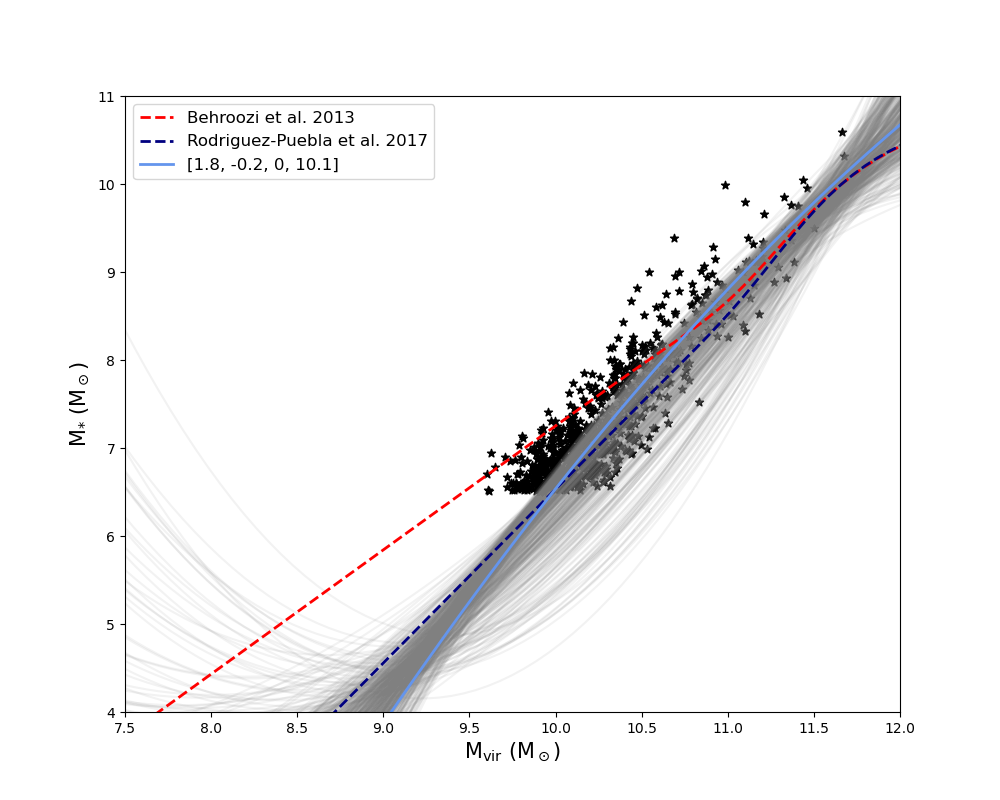 11
10
9
8
7
6
5
4
M* (M⊙)
Behroozi et al. 2013
Rodriguez-Puebla et al. 2017
[1.8, -0.2, 0, 10.1]
7.5 8.0 8.5 9.0 9.5 10.0 10.5 11.0 11.5 12.0
Mvir (M⊙)